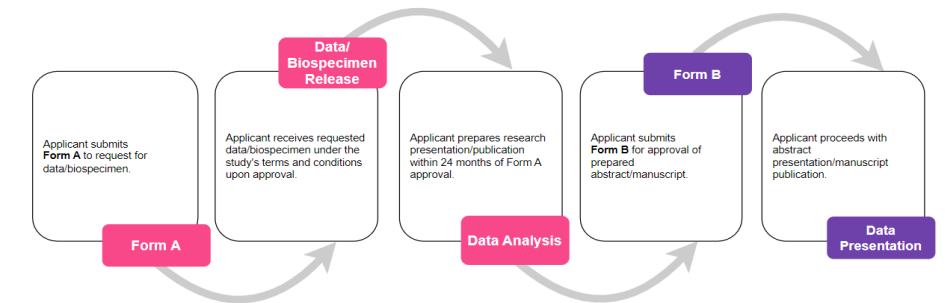 Applicant submits
Form A to request for
data/biospecimen.
Form A
Data/
Biospecimen
Release
Applicant receives requested
data/biospecimen under the
study's terms and conditions
upon approval.
Applicant prepares research
presentation/publication
within 24 months of Form A
approval.
Data Analysis
Form B
Applicant submits
Form B for approval of
prepared
abstract/manuscript.
Applicant proceeds with
abstract
presentation/manuscript
publication.
Data
Presentation